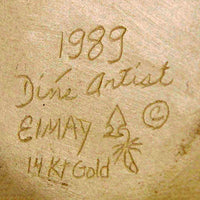 1989
Diné Artist
EIMAY ©
14 Kt Gold